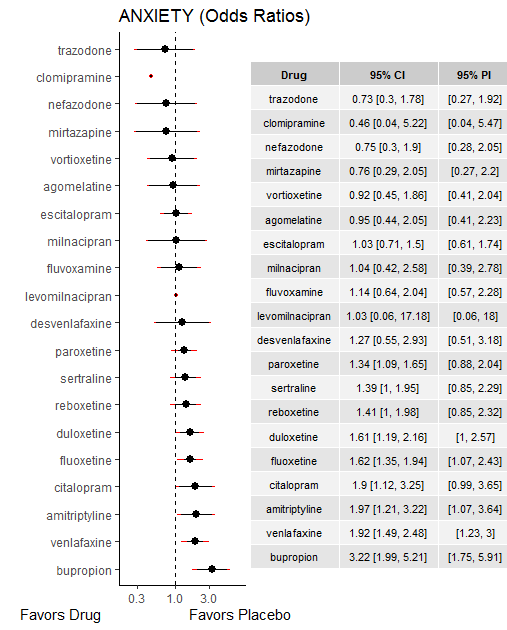 ANXIETY (Odds Ratios)
trazodone
clomipramine
nefazodone
mirtazapine
vortioxetine
agomelatine
escitalopram
milnacipran
fluvoxamine
levomilnacipran
desvenlafaxine
paroxetine
sertraline
reboxetine
duloxetine
fluoxetine
citalopram
amitriptyline
venlafaxine
bupropion
0.3 1.0 3.0
Favors Drug Favors Placebo
Drug 95% CI 95% PI
trazodone 0.73 [0.3, 1.78] [0.27, 1.92]
clomipramine 0.46 [0.04, 5.22] [0.04, 5.47]
nefazodone 0.75 [0.3, 1.9] [0.28, 2.05]
mirtazapine 0.76 [0.29, 2.05] [0.27, 2.2]
vortioxetine 0.92 [0.45, 1.86] [0.41, 2.04]
agomelatine 0.95 [0.44, 2.05] [0.41, 2.23]
escitalopram 1.03 [0.71, 1.5] [0.61, 1.74]
milnacipran 1.04 [0.42, 2.58] [0.39, 2.78]
fluvoxamine 1.14 [0.64, 2.04] [0.57, 2.28]
levomilnacipran 1.03 [0.06, 17.18] [0.06, 18]
desvenlafaxine 1.27 [0.55, 2.93] [0.51, 3.18]
paroxetine 1.34 [1.09, 1.65] [0.88, 2.04]
sertraline 1.39 [1, 1.95] [0.85, 2.29]
reboxetine 1.41 [1, 1.98] [0.85, 2.32]
duloxetine 1.61 [1.19, 2.16] [1, 2.57]
fluoxetine 1.62 [1.35, 1.94] [1.07, 2.43]
citalopram 1.9 [1.12, 3.25] [0.99, 3.65]
amitriptyline 1.97 [1.21, 3.22] [1.07, 3.64]
venlafaxine 1.92 [1.49, 2.48] [1.23, 3]
bupropion 3.22 [1.99, 5.21] [1.75, 5.91]